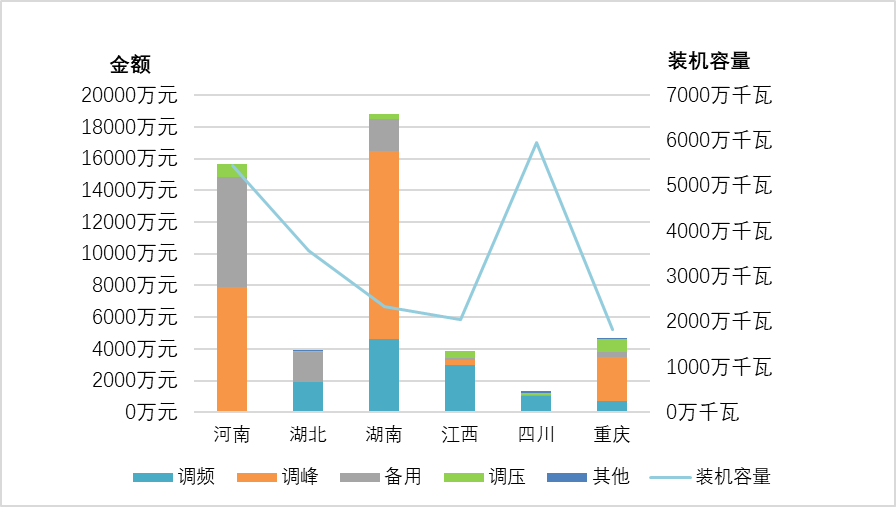 金额
装机容量
20000万元
18000万元
16000万元
14000万元
12000万元
10000万元
8000万元
6000万元
4000万元
2000万元
0万元
7000万千瓦
6000万千瓦
5000万千瓦
4000万千瓦
3000万千瓦
2000万千瓦
1000万千瓦
0万千瓦
河南 湖北 湖南 江西 四川 重庆
调频 调峰 备用 调压 其他 装机容量